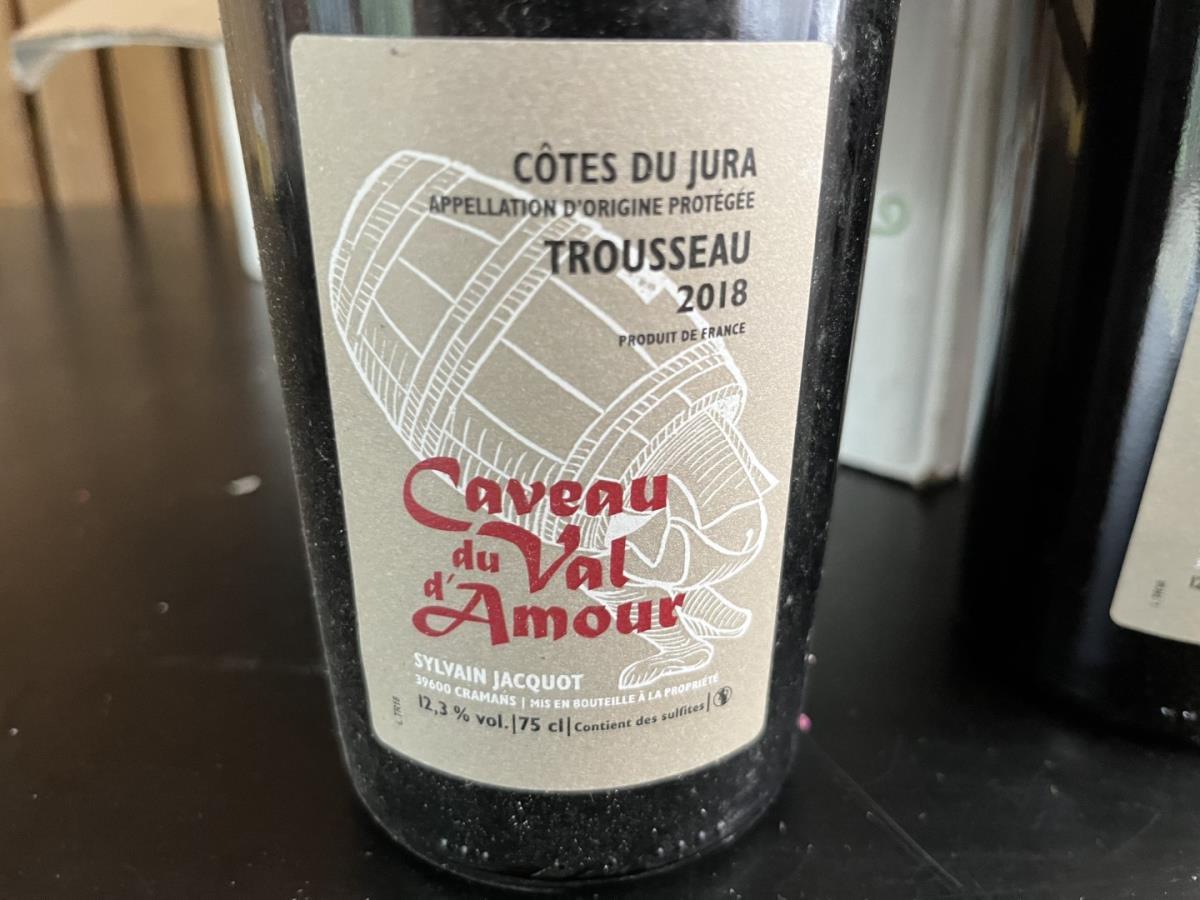 CÔTES DU JURA
APPELLATION D'ORIGINE PROTÉGÉE
TROUSSEAU
2018
PRODUIT DE FRANCE
Caveau
du Val
d'Amour
SYLVAIN JACQUOT
39600 CRAMANS | MIS EN BOUTEILLE À LA PROPRIÉTÉ
12,3 % vol. | 75 cl | Contient des sulfites |
L.TR18